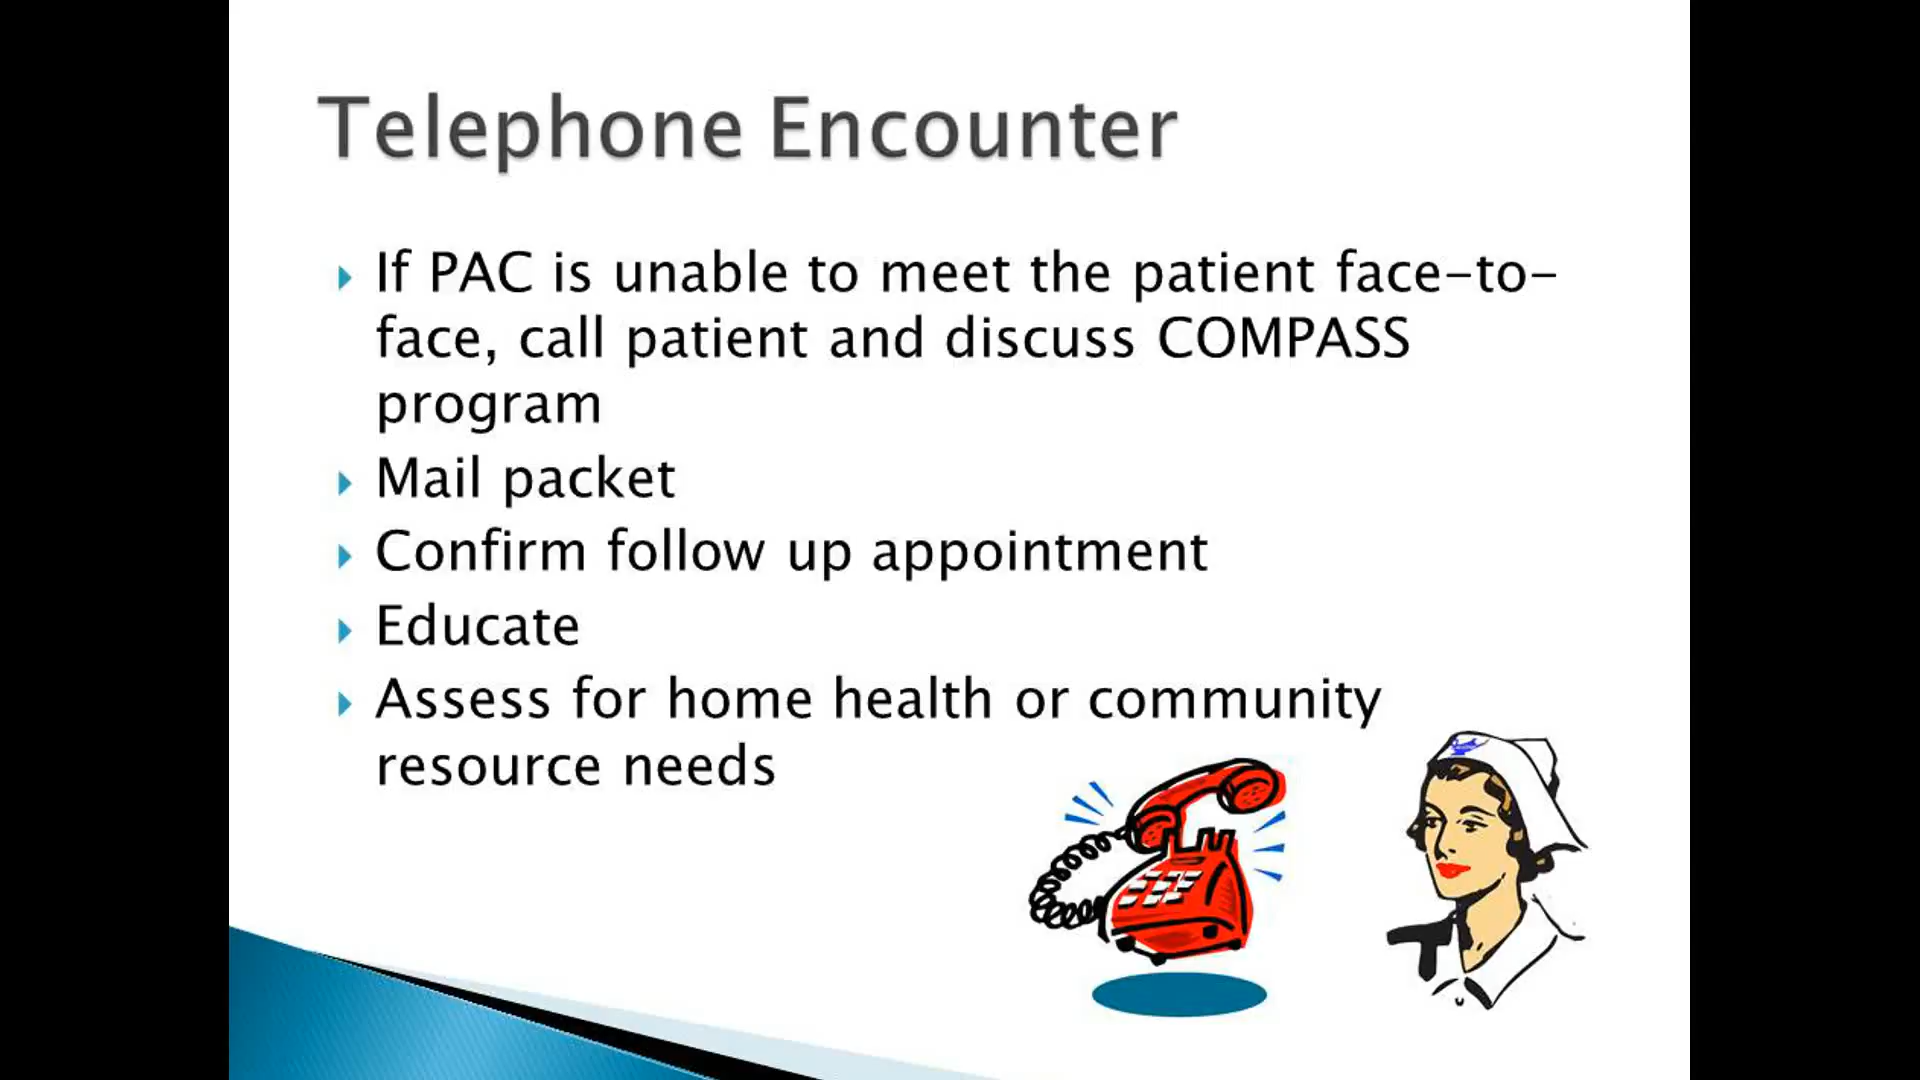 Telephone Encounter
If PAC is unable to meet the patient face-to-
face, call patient and discuss COMPASS
program
Mail packet
Confirm follow up appointment
Educate
Assess for home health or community
resource needs